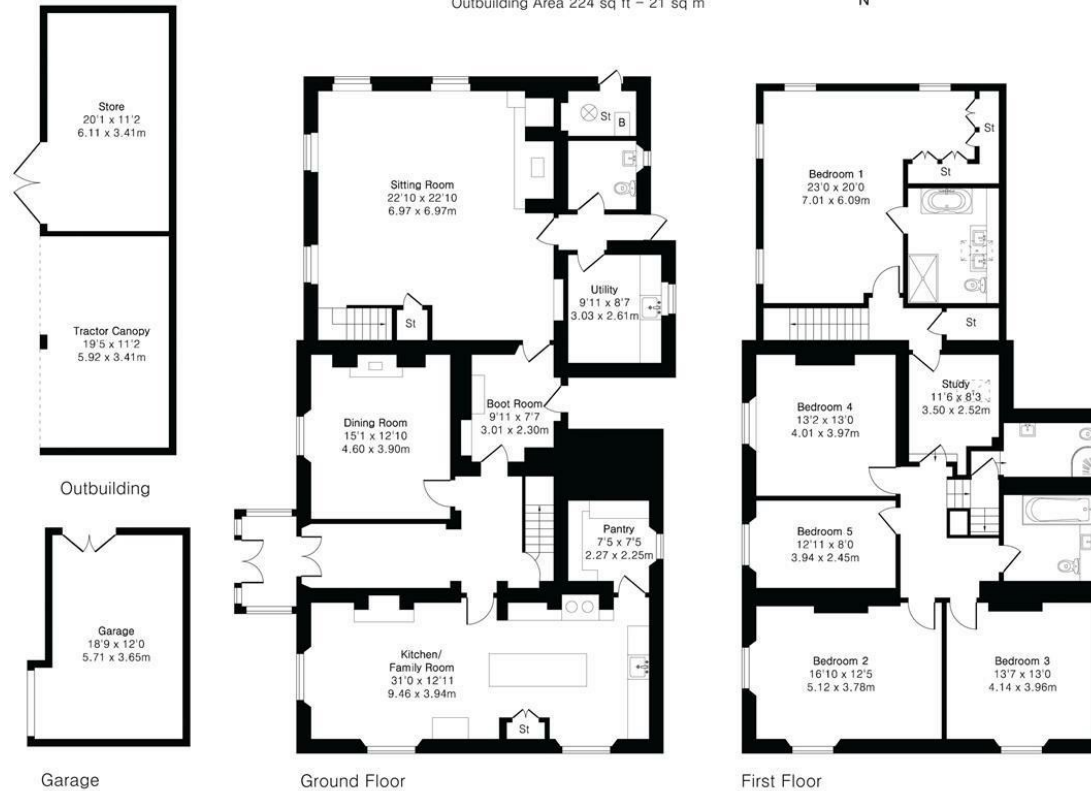 Outbuilding Area 224 sq ft - 21 sq m
N
Store
20'1 x 11'2
6.11 x 3.41m
Tractor Canopy
19'5 x 11'2
5.92 x 3.41m
Outbuilding
Garage
18'9 x 12'0
5.71 x 3.65m
Garage
St
B
Sitting Room
22'10 x 22'10
6.97 x 6.97m
Utility
9'11 x 8'7
3.03 x 2.61m
St
Boot Room
9'11 x 7'7
3.01 x 2.30m
Dining Room
15'1 x 12'10
4.60 x 3.90m
Pantry
7'5 x 7'5
2.27 x 2.25m
Kitchen/
Family Room
31'0 x 12'11
9.46 x 3.94m
St
Ground Floor
St
St
Bedroom 1
23'0 x 20'0
7.01 x 6.09m
St
Study
11'6 x 8'3
3.50 x 2.52m
Bedroom 4
13'2 x 13'0
4.01 x 3.97m
Bedroom 5
12'11 x 8'0
3.94 x 2.45m
Bedroom 2
16'10 x 12'5
5.12 x 3.78m
Bedroom 3
13'7 x 13'0
4.14 x 3.96m
First Floor